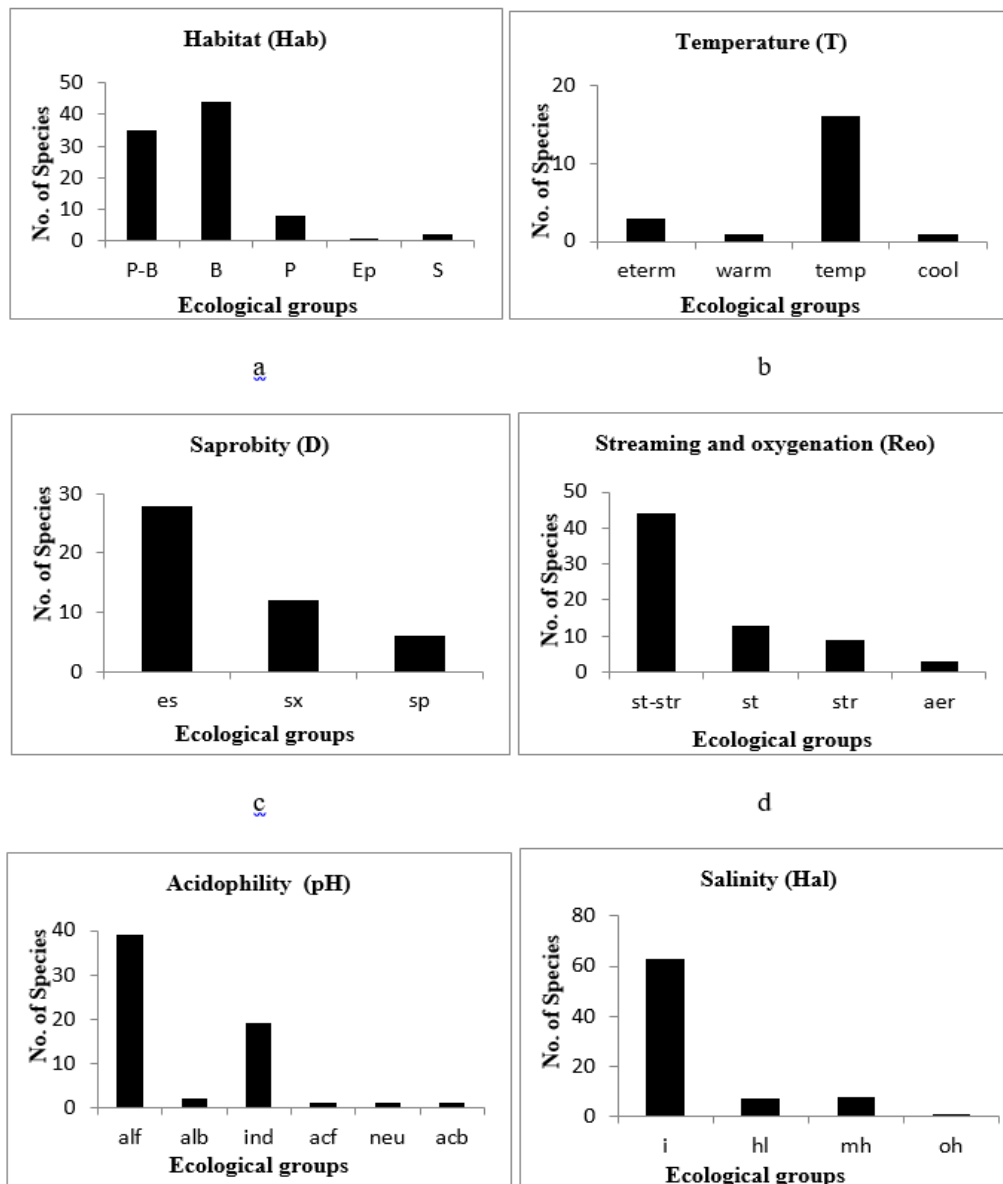 Habitat (Hab)
No. of Species
50
40
30
20
10
0
P-B B P Ep S
Ecological groups
a
Temperature (T)
No. of Species
20
10
0
eterm warm temp cool
Ecological groups
b
Saprobity (D)
No. of Species
30
20
10
0
es sx sp
Ecological groups
c
Streaming and oxygenation (Reo)
No. of Species
50
40
30
20
10
0
st-str st str aer
Ecological groups
d
Acidophility (pH)
No. of Species
40
30
20
10
0
alf alb ind acf neu acb
Ecological groups
Salinity (Hal)
No. of Species
80
60
40
20
0
i hl mh oh
Ecological groups